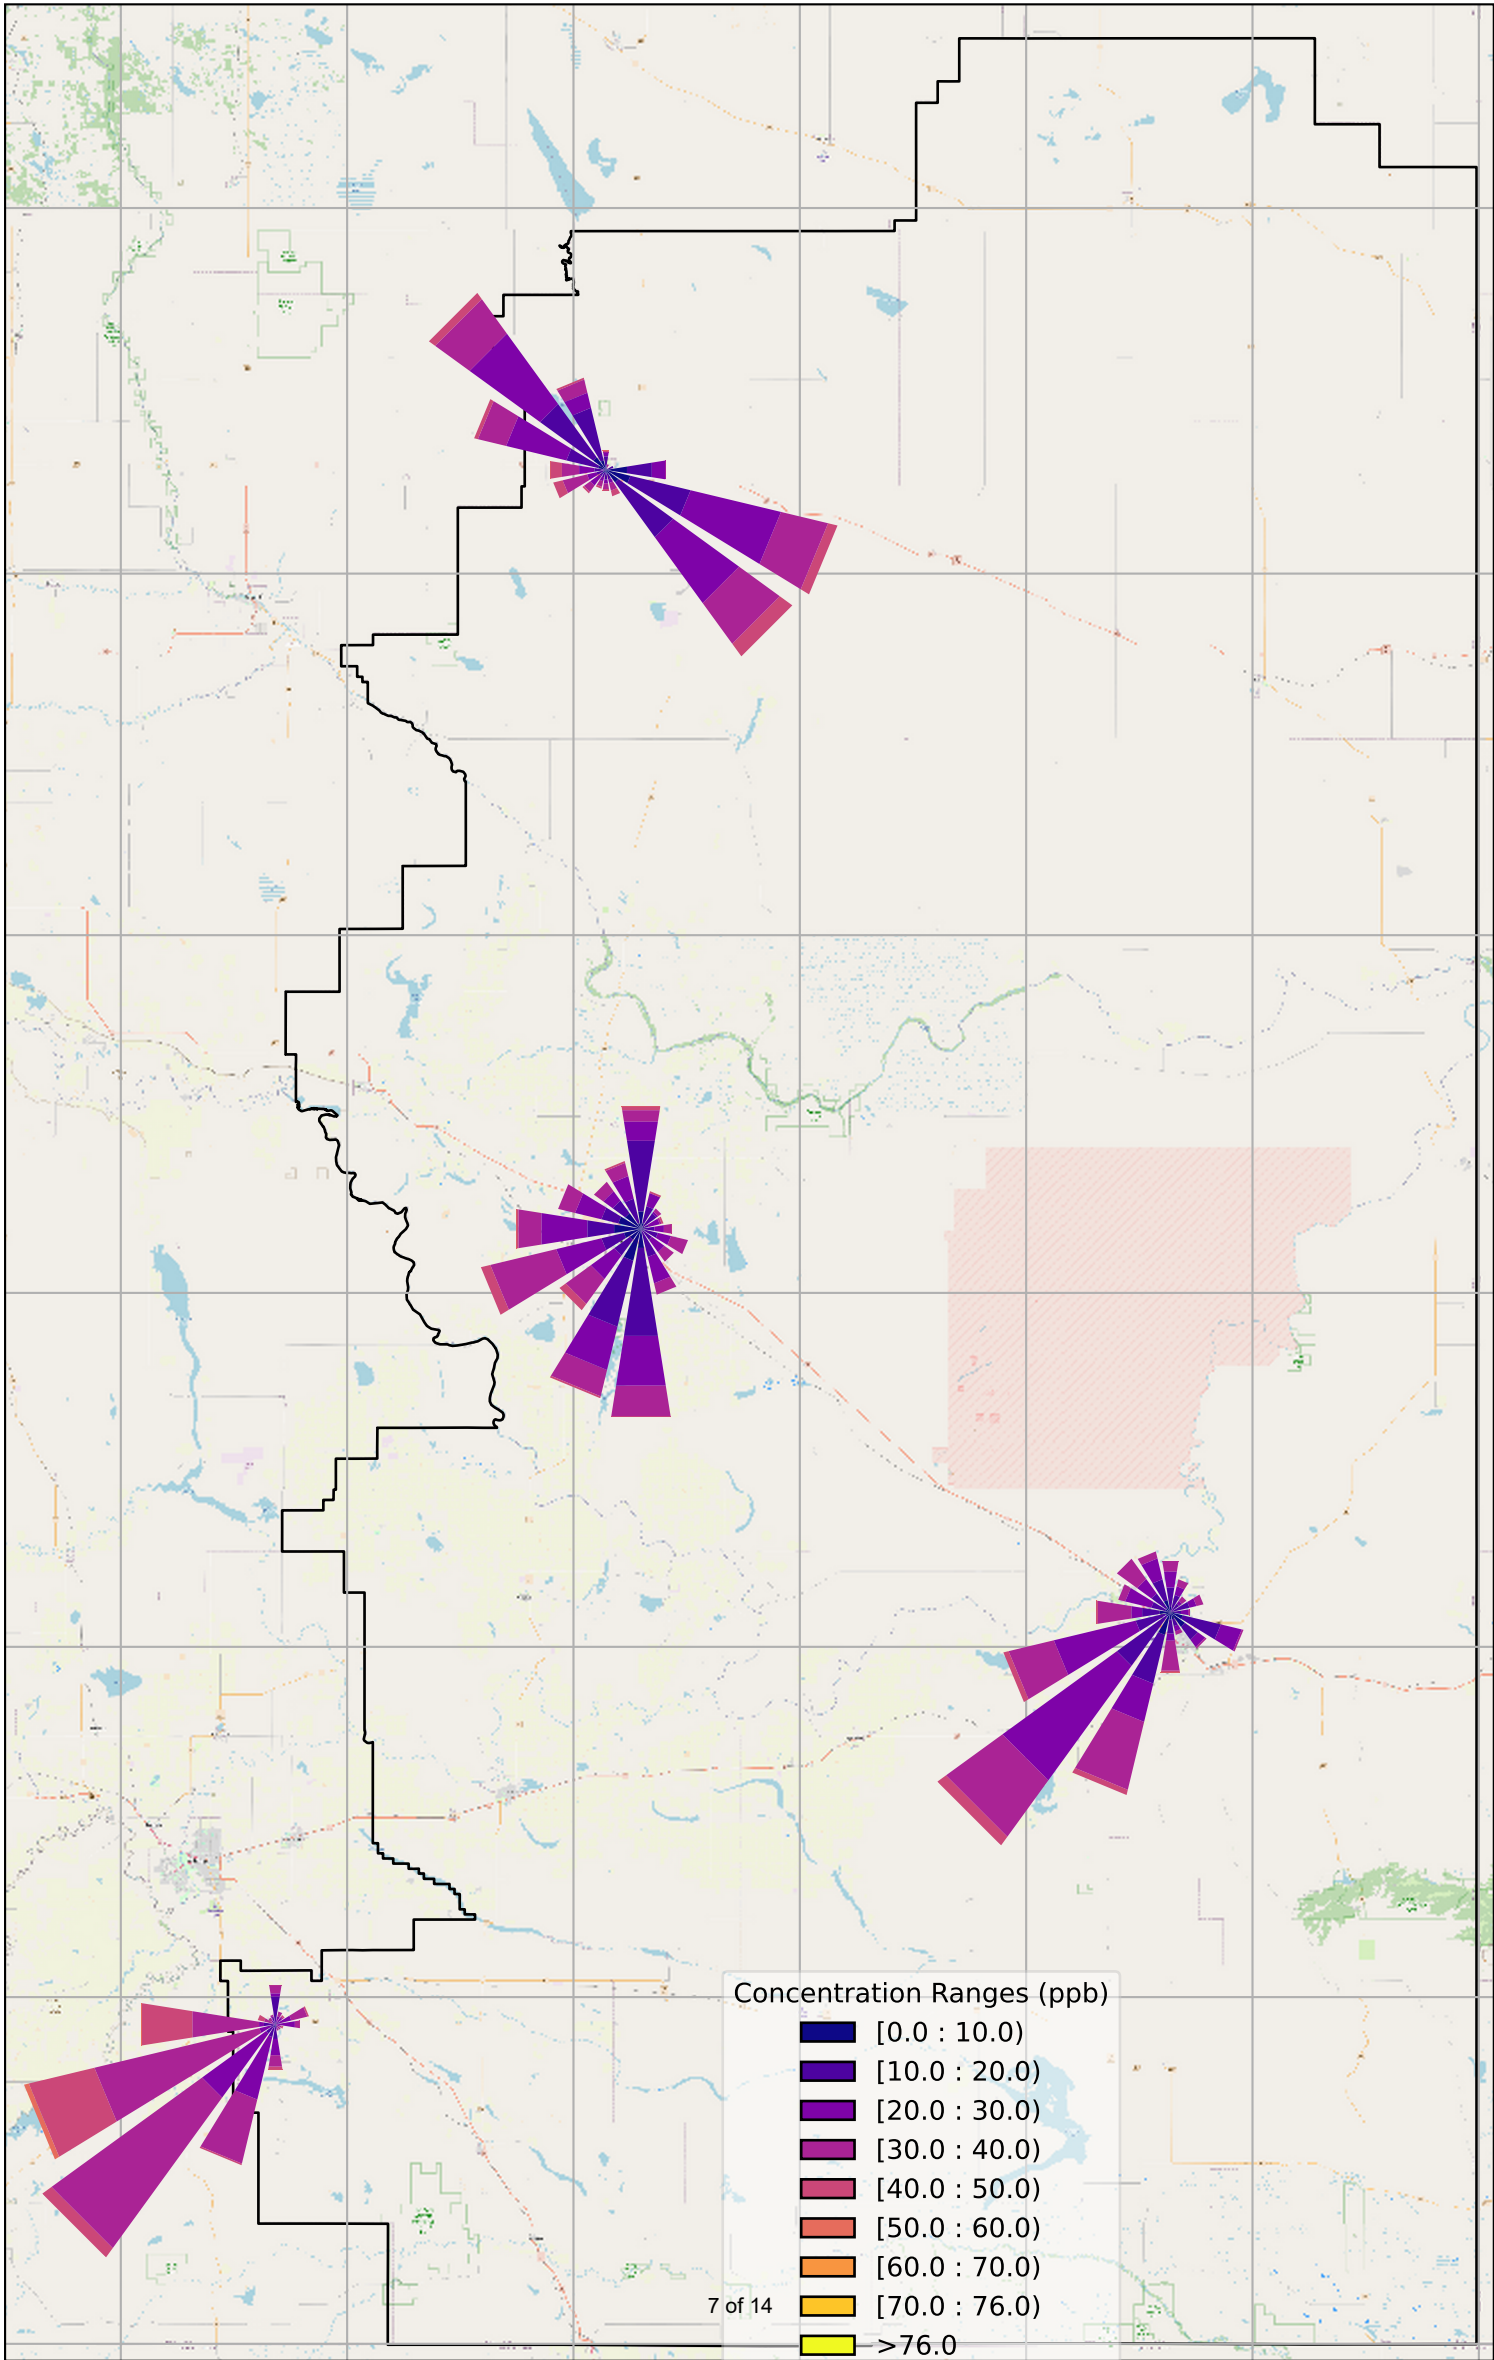 Concentration Ranges (ppb)
[0.0 : 10.0)
[10.0 : 20.0)
[20.0 : 30.0)
[30.0 : 40.0)
[40.0 : 50.0)
[50.0 : 60.0)
[60.0 : 70.0)
7 of 14
[70.0 : 76.0)
>76.0